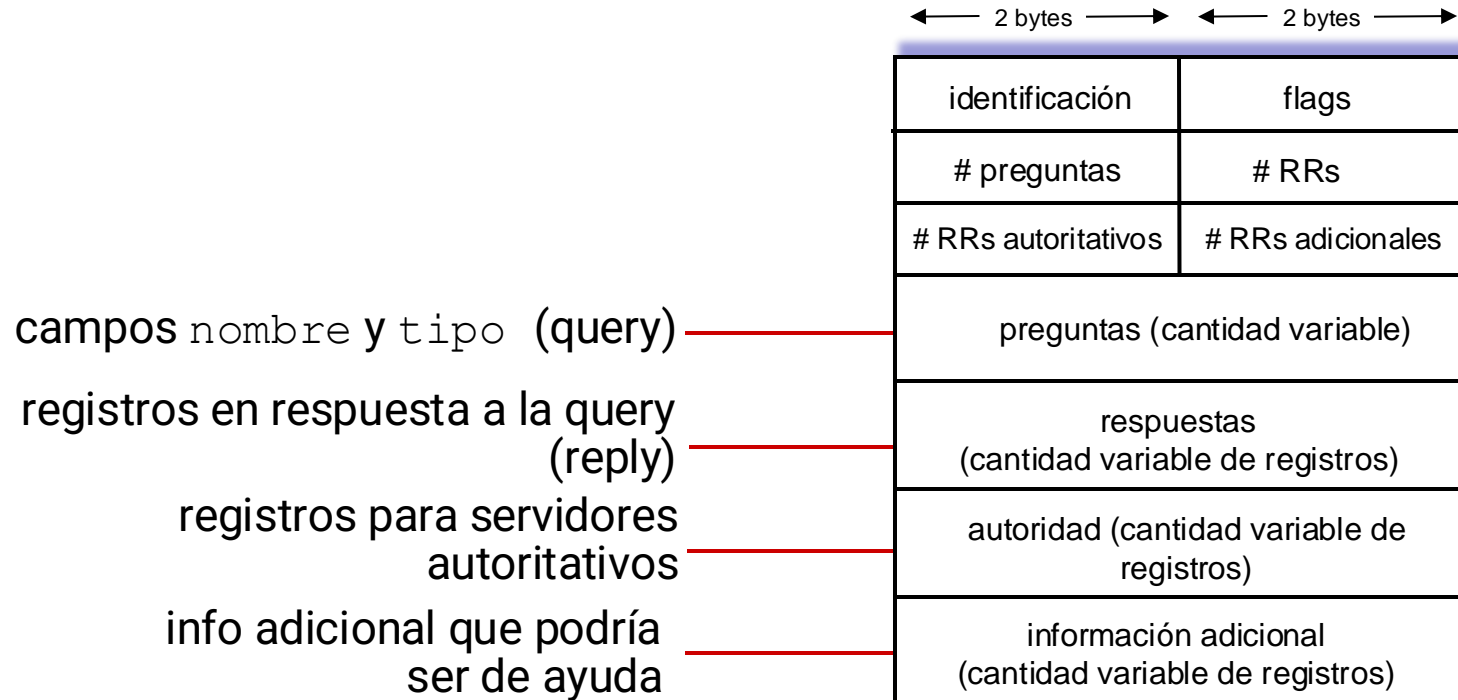 2 bytes 2 bytes
identificación flags
# preguntas # RRs
# RRs autoritativos # RRs adicionales
campos nombre y tipo (query)
preguntas (cantidad variable)
registros en respuesta a la query
(reply)
respuestas
(cantidad variable de registros)
registros para servidores
autoritativos
autoridad (cantidad variable de
registros)
info adicional que podría
ser de ayuda
información adicional
(cantidad variable de registros)